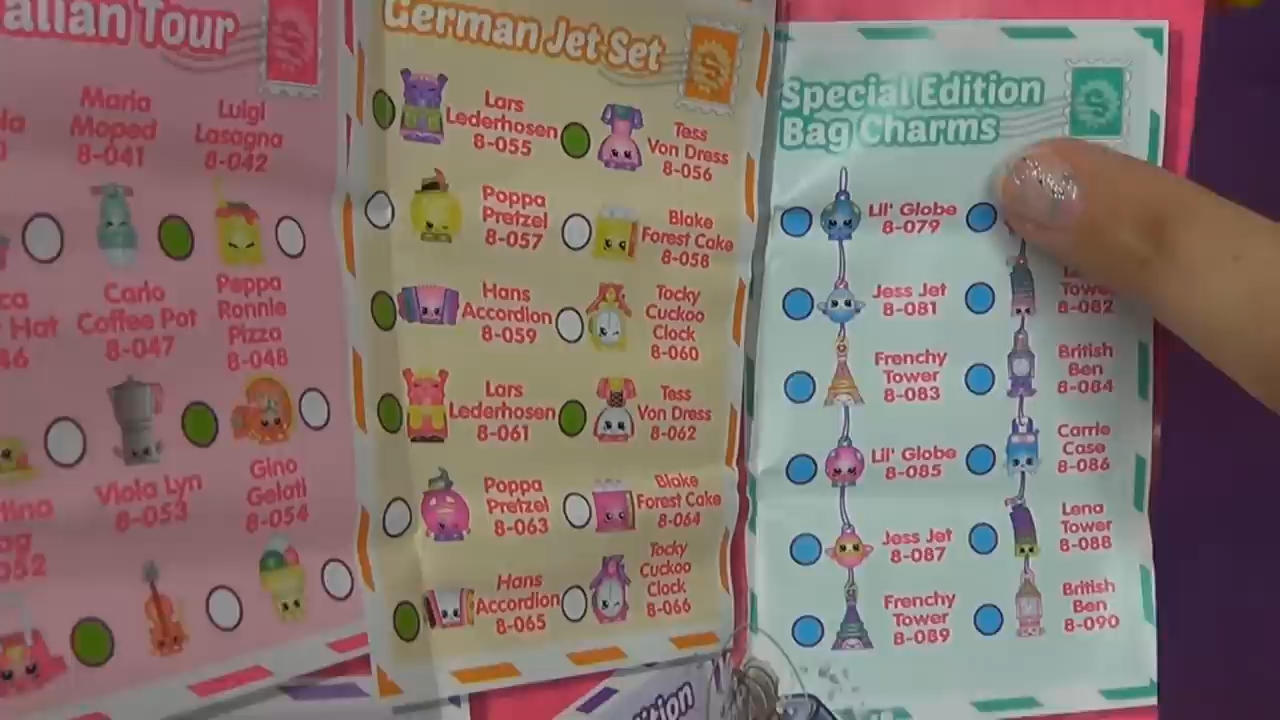 alian Tour
Maria
Moped
8-041
Luigi
Lasagna
8-042
Carlo
Coffee Pot
8-047
Peppa
Ronnie
Pizza
8-048
Hat
Viola Lyn
8-053
Gino
Gelati
8-054
German Jet Set
Lars
Lederhosen
8-055
Tess
Von Dress
8-056
Poppa
Pretzel
8-057
Blake
Forest Cake
8-058
Hans
Accordion
8-059
Tocky
Cuckoo
Clock
8-060
Lars
Lederhosen
8-061
Tess
Von Dress
8-062
Poppa
Pretzel
8-063
Blake
Forest Cake
8-064
Hans
Accordion
8-065
Tocky
Cuckoo
Clock
8-066
Special Edition
Bag Charms
Lil' Globe
8-079
Jess Jet
8-081
Tower
8-082
Frenchy
Tower
8-083
British
Ben
8-084
Lil' Globe
8-085
Carrie
Case
8-086
Jess Jet
8-087
Lena
Tower
8-088
Frenchy
Tower
8-089
British
Ben
8-090